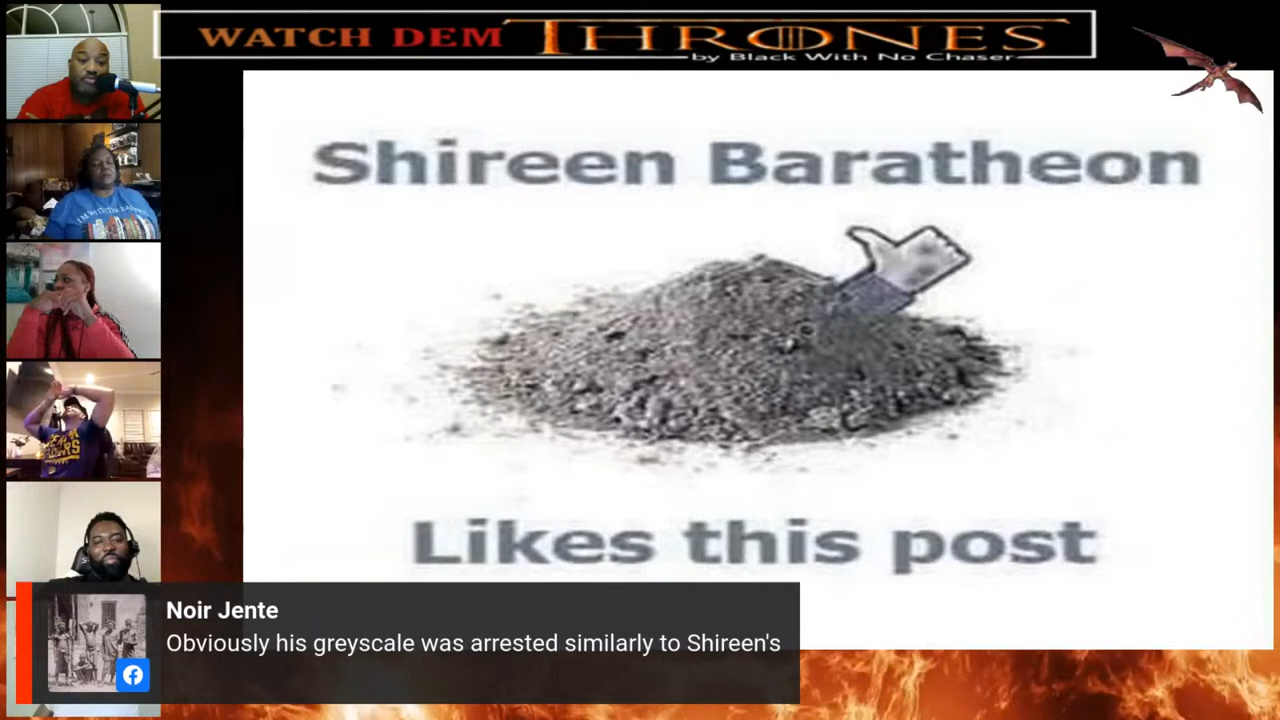 WATCH DEM THRONES
by Black With No Chaser
Shireen Baratheon
Likes this post
Noir Jente
Obviously his greyscale was arrested similarly to Shireen's